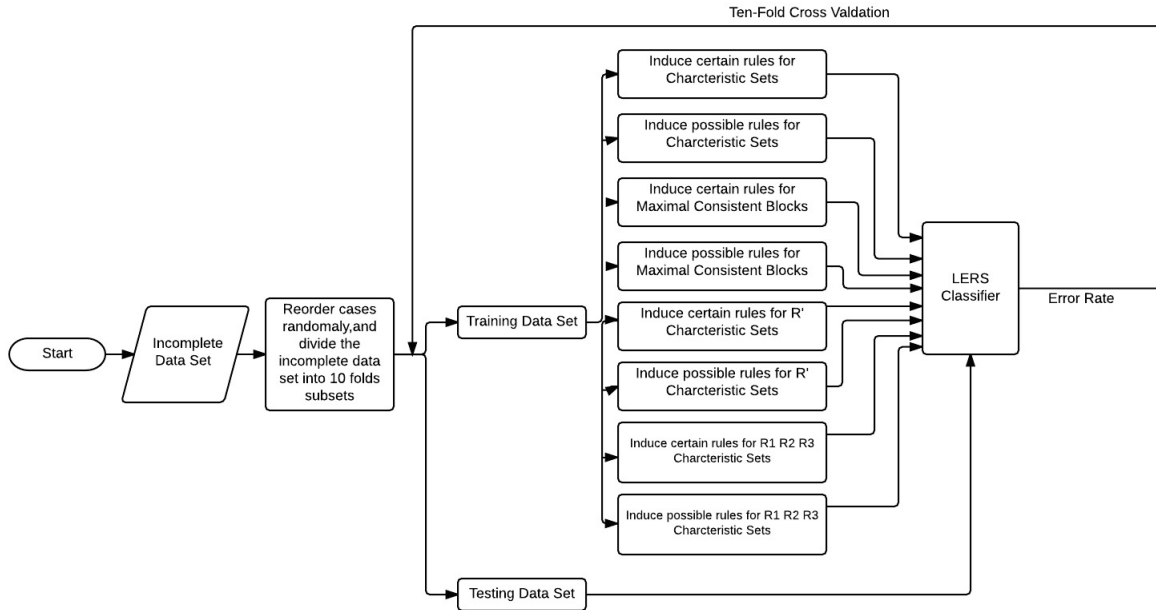 Ten-Fold Cross Valdation
Induce certain rules for
Charcteristic Sets
Induce possible rules for
Charcteristic Sets
Induce certain rules for
Maximal Consistent Blocks
Induce possible rules for
Maximal Consistent Blocks
Induce certain rules for R'
Charcteristic Sets
Induce possible rules for R'
Charcteristic Sets
Induce certain rules for R1 R2 R3
Charcteristic Sets
Induce possible rules for R1 R2 R3
Charcteristic Sets
Start
Incomplete
Data Set
Reorder cases
randomaly,and
divide the
incomplete data
set into 10 folds
subsets
Training Data Set
Testing Data Set
LERS
Classifier
Error Rate